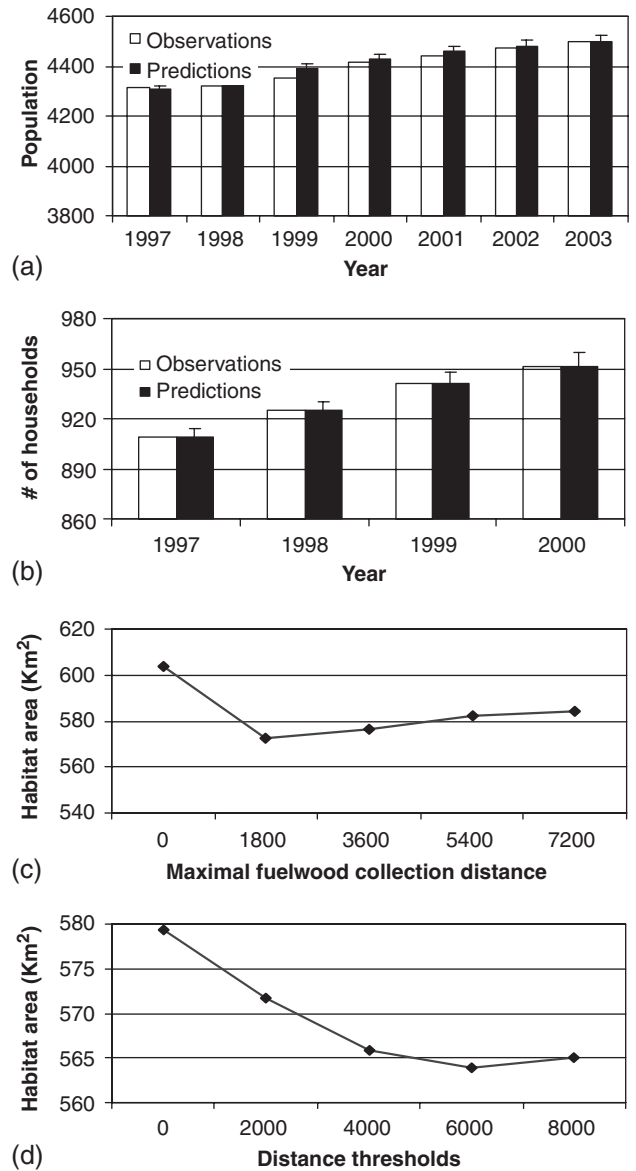 4600
4400
4200
4000
3800
Population
Observations
Predictions
1997 1998 1999 2000 2001 2002 2003
Year
(a)
980
950
920
890
860
# of households
Observations
Predictions
1997 1998 1999 2000
Year
(b)
620
600
580
560
540
Habitat area (Km²)
0 1800 3600 5400 7200
Maximal fuelwood collection distance
(c)
580
575
570
565
560
Habitat area (Km²)
0 2000 4000 6000 8000
Distance thresholds
(d)